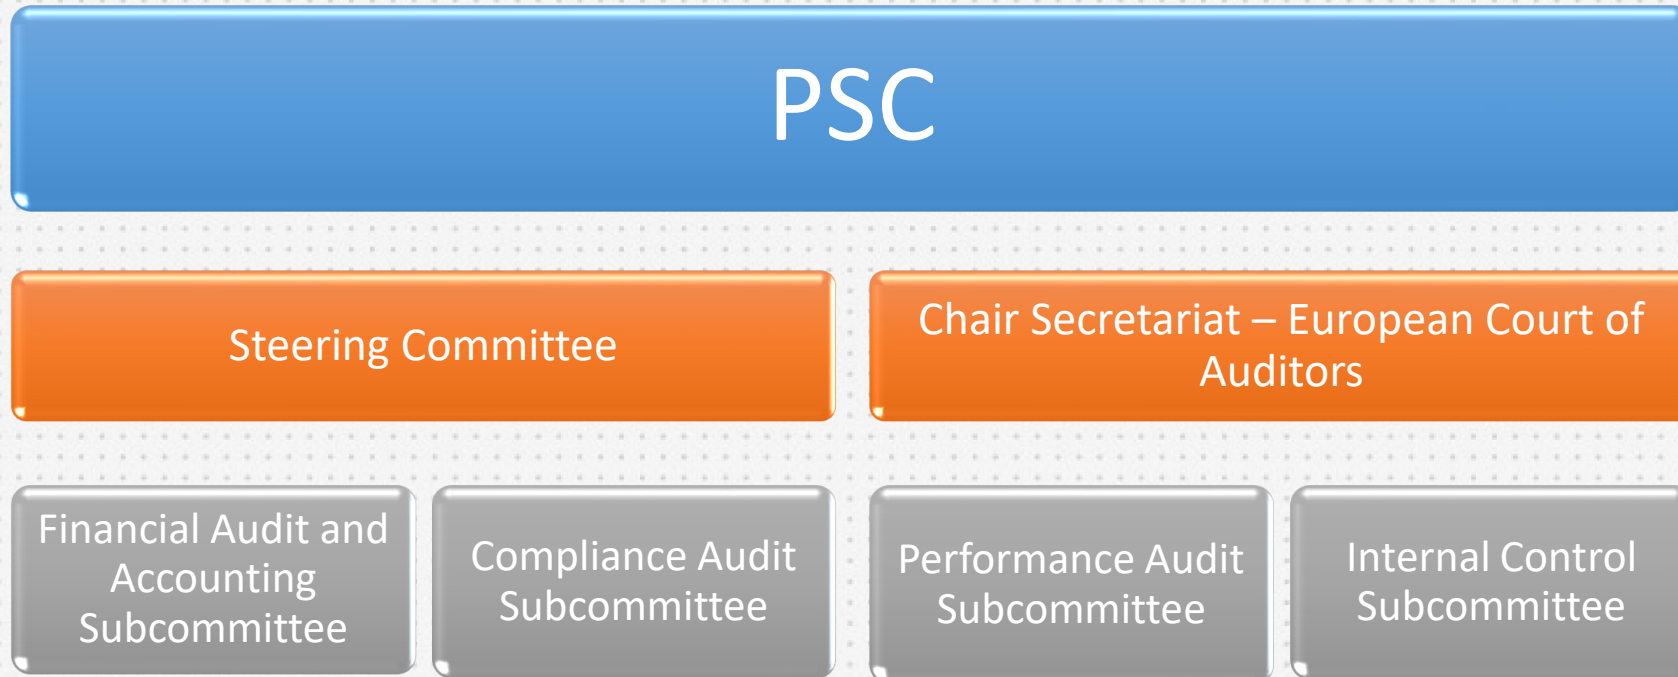 PSC
Steering Committee
Chair Secretariat – European Court of
Auditors
Financial Audit and
Accounting
Subcommittee
Compliance Audit
Subcommittee
Performance Audit
Subcommittee
Internal Control
Subcommittee